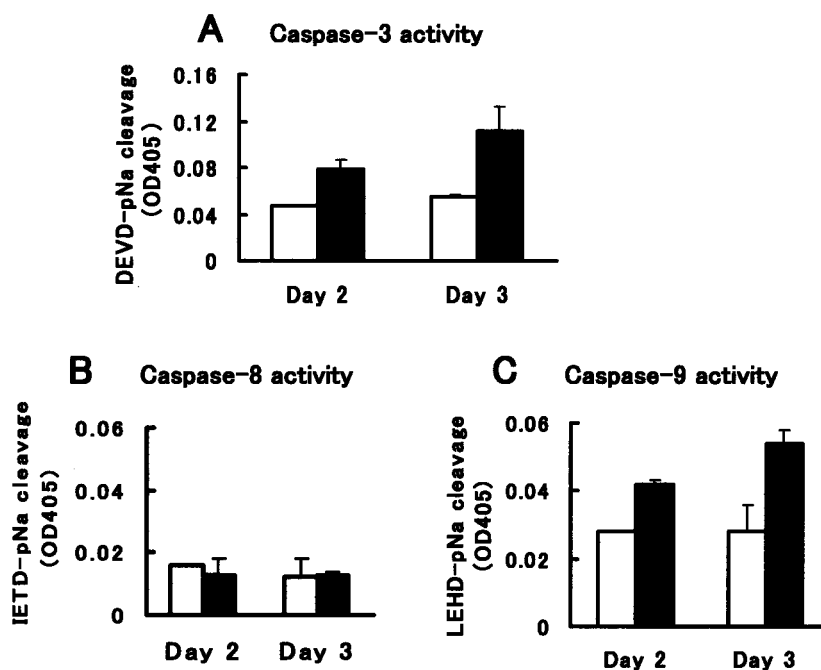 A Caspase-3 activity
DEVD-pNa cleavage
(OD405)
0.16
0.12
0.08
0.04
0
Day 2 Day 3
B Caspase-8 activity
IETD-pNa cleavage
(OD405)
0.06
0.04
0.02
0
Day 2 Day 3
C Caspase-9 activity
LEHD-pNa cleavage
(OD405)
0.06
0.04
0.02
0
Day 2 Day 3